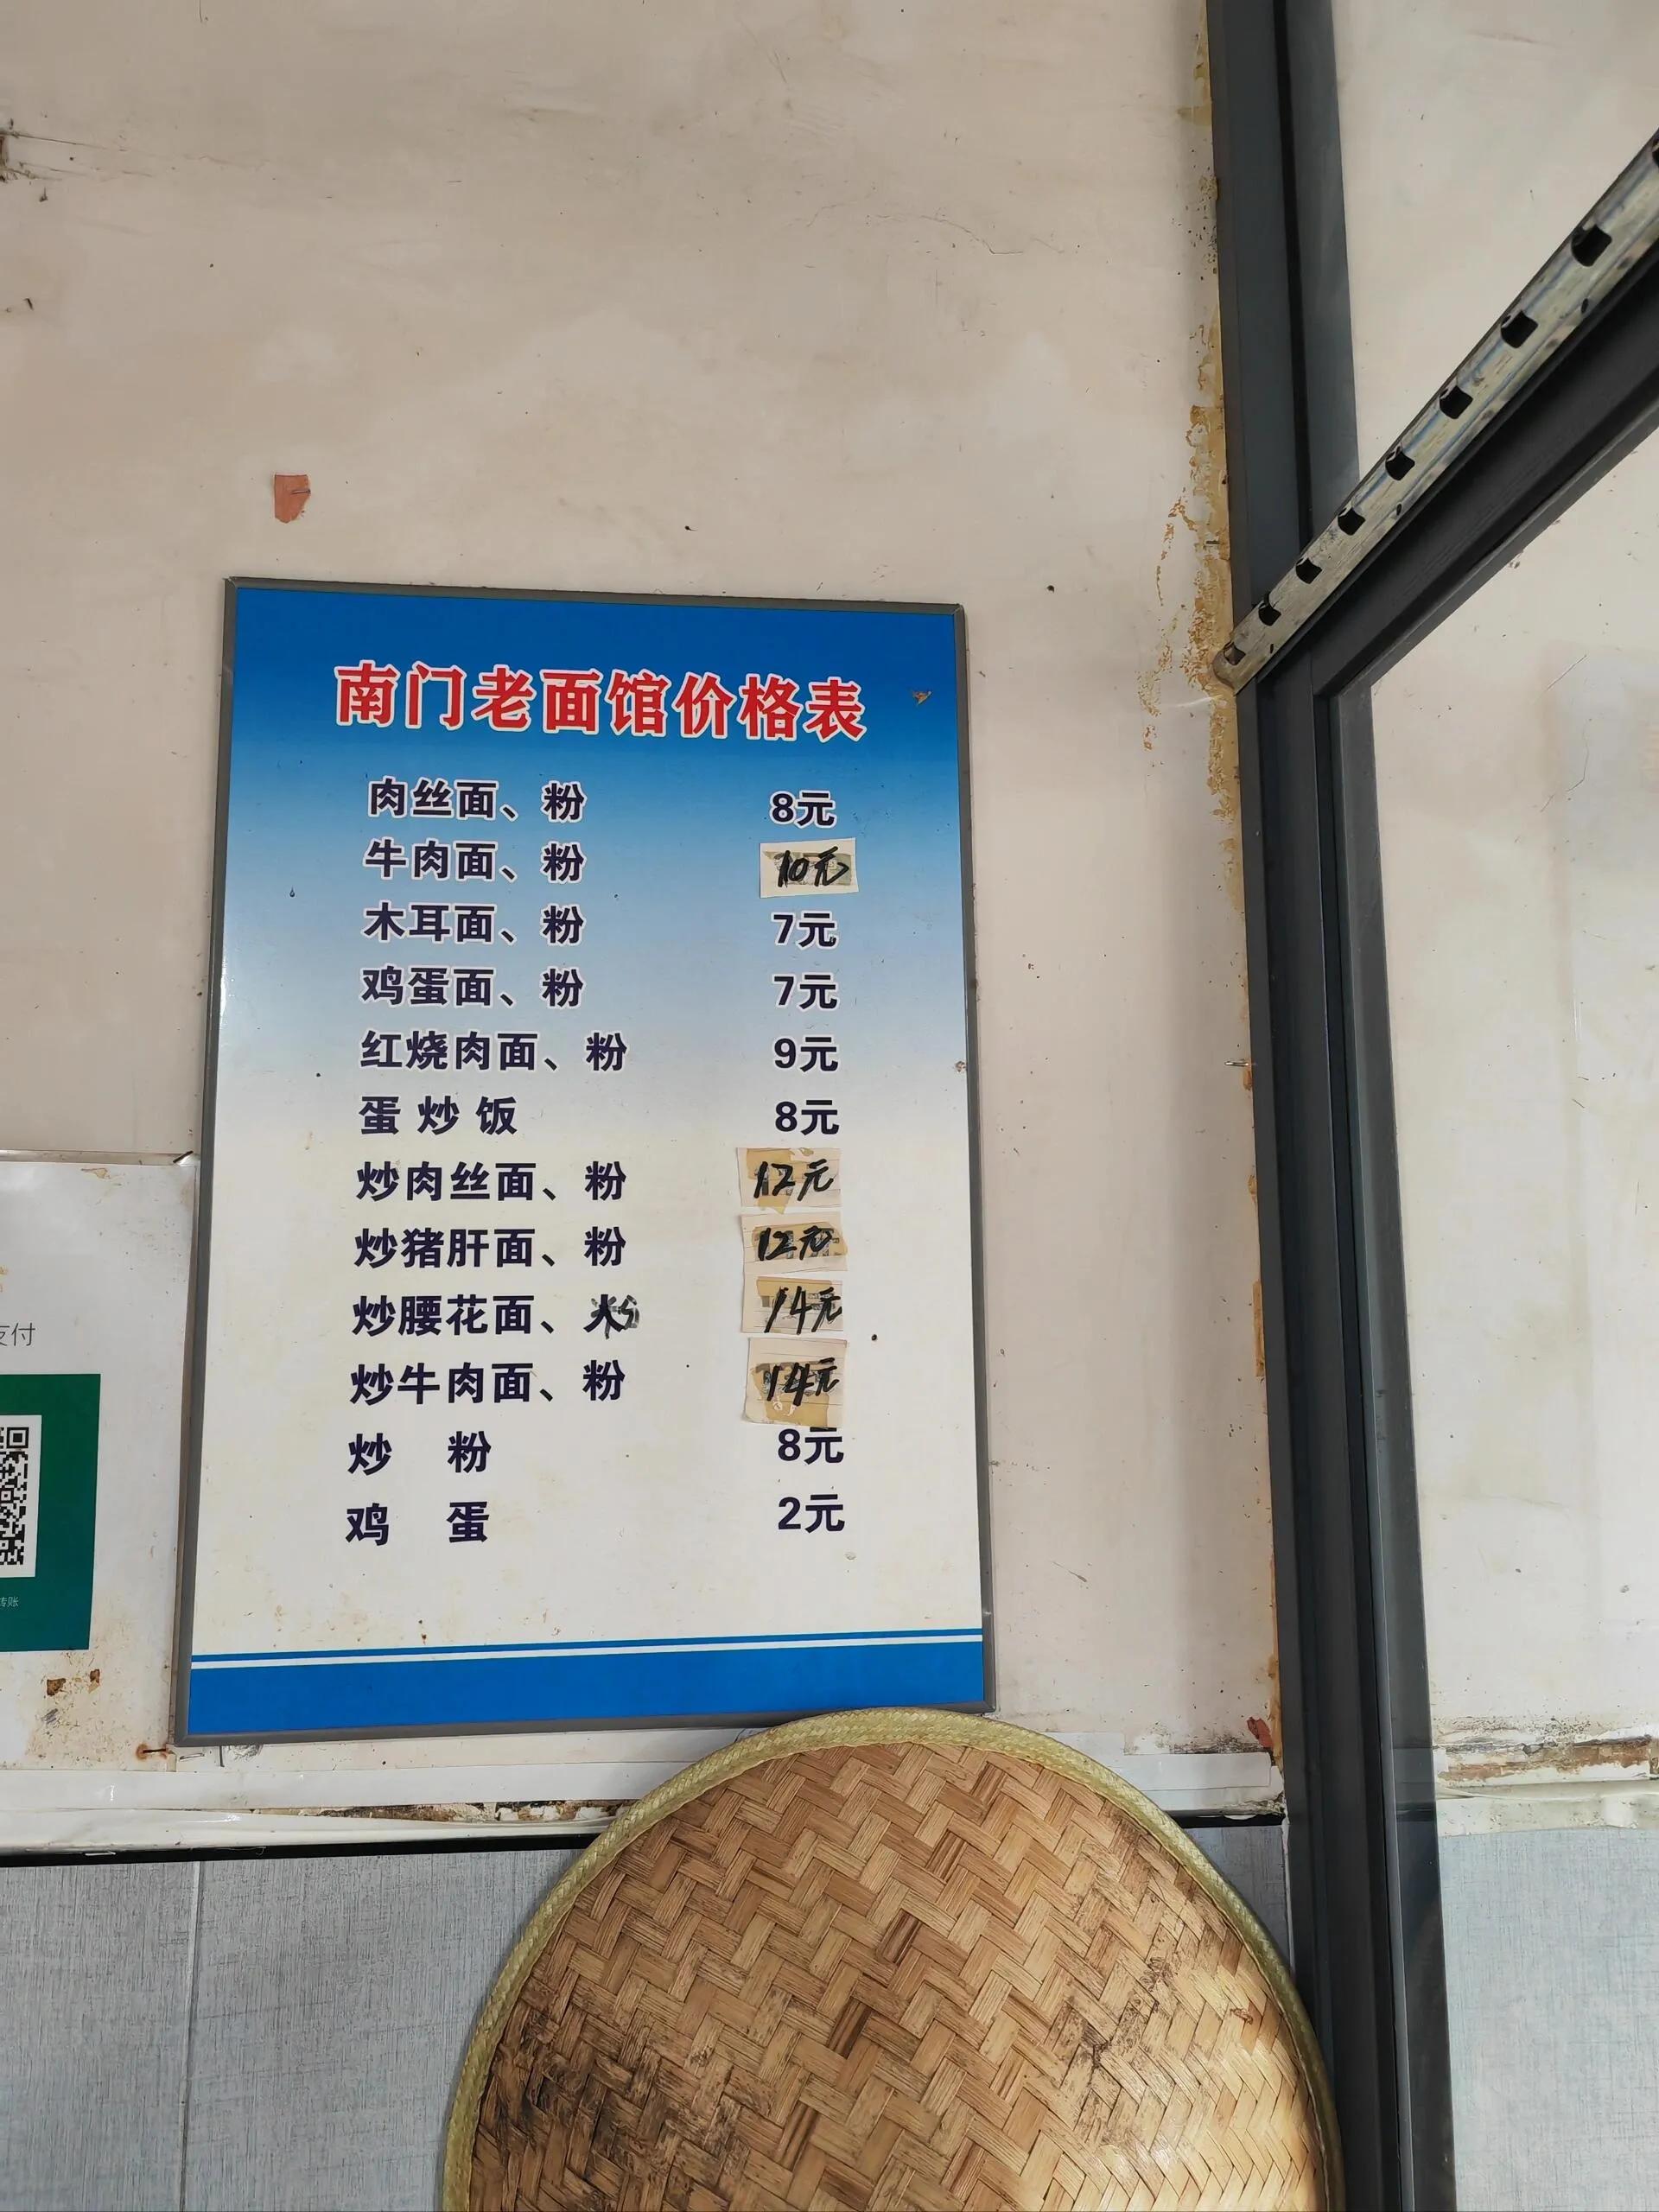 南门老面馆价格表
肉丝面、粉 8元
牛肉面、粉 10元
木耳面、粉 7元
鸡蛋面、粉 7元
红烧肉面、粉 9元
蛋炒饭 8元
炒肉丝面、粉 12元
炒猪肝面、粉 12元
炒腰花面、 14元
炒牛肉面、粉 14元
炒 粉 8元
鸡 蛋 2元
支付
转账